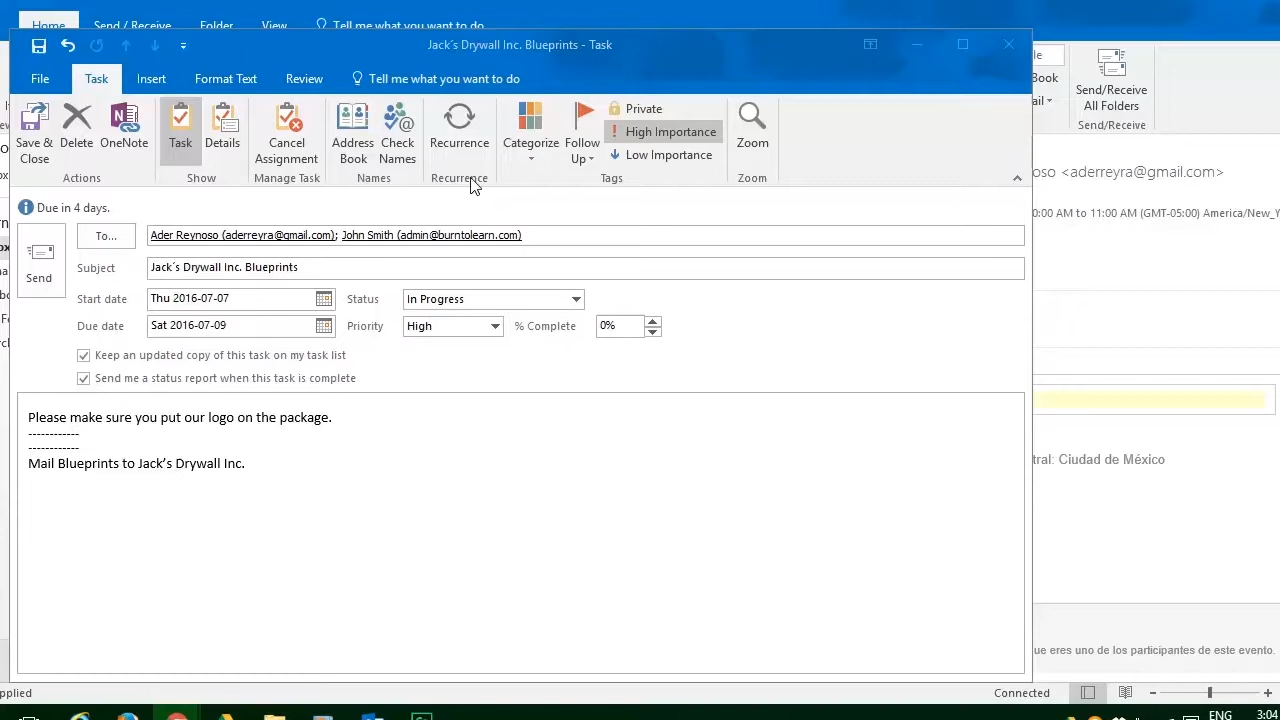 Home Send / Receive Folder View Tell me what you want to do
Jack´s Drywall Inc. Blueprints - Task
File Task Insert Format Text Review Tell me what you want to do
Save & Close
Delete
OneNote
Actions
Task
Details
Show
Cancel Assignment
Manage Task
Address Book
Check Names
Names
Recurrence
Recurrence
Categorize
Follow Up
Private
High Importance
Low Importance
Tags
Zoom
Zoom
Send/Receive
All Folders
Send/Receive
Book
<aderreyra@gmail.com>
0:00 AM to 11:00 AM (GMT-05:00)
Due in 4 days.
Send
To... Ader Reynoso (aderreyra@gmail.com); John Smith (admin@burntolearn.com)
Subject Jack´s Drywall Inc. Blueprints
Start date Thu 2016-07-07 Status In Progress
Due date Sat 2016-07-09 Priority High % Complete 0%
Keep an updated copy of this task on my task list
Send me a status report when this task is complete
Please make sure you put our logo on the package.
------------
------------
Mail Blueprints to Jack’s Drywall Inc.
tral: Ciudad de México
ue eres uno de los participantes de este evento.
pplied
Connected
ENG
3:04